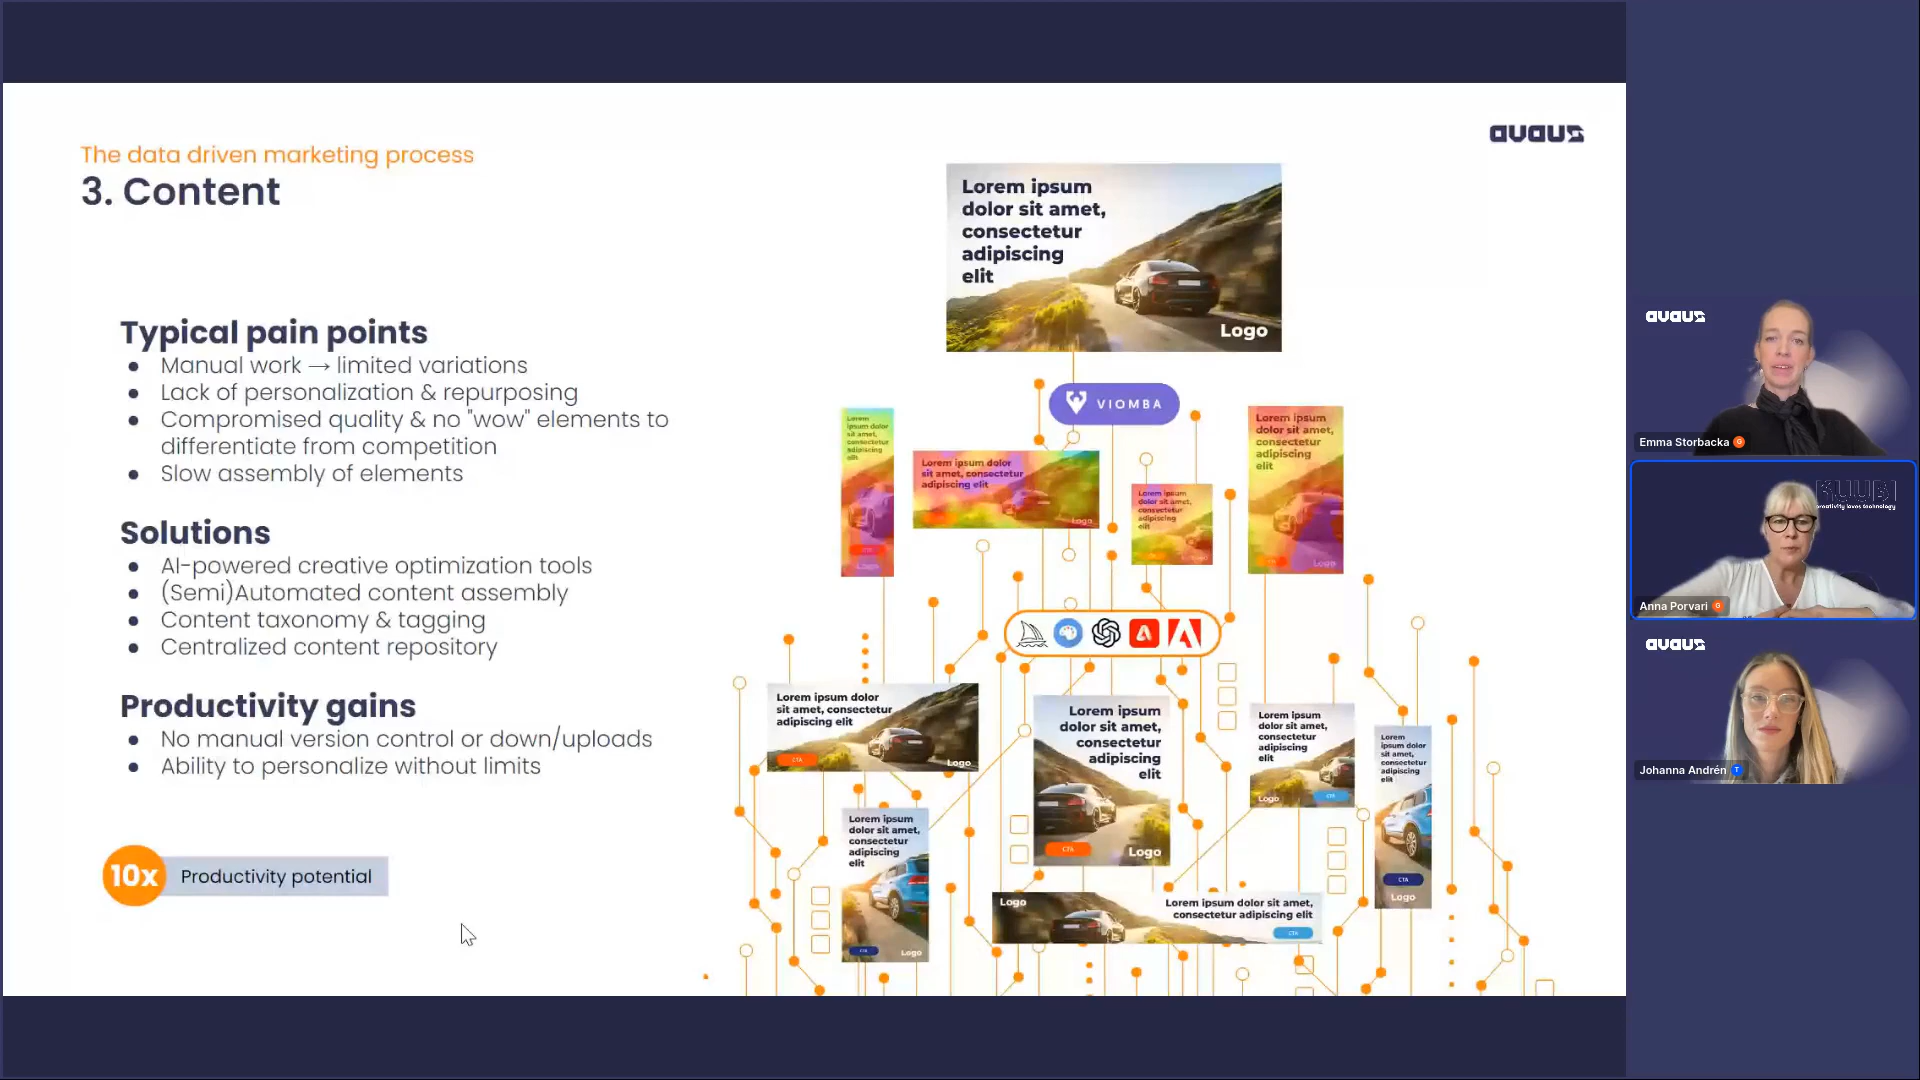 The data driven marketing process
3. Content
avaus
Typical pain points
● Manual work → limited variations
● Lack of personalization & repurposing
● Compromised quality & no "wow" elements to
differentiate from competition
● Slow assembly of elements
Solutions
● AI-powered creative optimization tools
● (Semi)Automated content assembly
● Content taxonomy & tagging
● Centralized content repository
Productivity gains
● No manual version control or down/uploads
● Ability to personalize without limits
10x Productivity potential
Lorem ipsum
dolor sit amet,
consectetur
adipiscing
elit
Logo
VIOMBA
Lorem
ipsum dolor
sit amet,
consectetur
adipiscing
elit
CTA
Logo
Lorem ipsum dolor
sit amet, consectetur
adipiscing elit
Logo
Lorem ipsum
dolor sit amet,
consectetur
adipiscing
elit
Lorem ipsum
dolor sit amet,
consectetur
adipiscing
elit
Logo
Lorem ipsum dolor
sit amet, consectetur
adipiscing elit
CTA
Logo
Lorem ipsum
dolor sit amet,
consectetur
adipiscing
elit
CTA
Logo
Lorem ipsum
dolor sit amet,
consectetur
adipiscing
elit
Logo
CTA
Lorem
ipsum dolor
sit amet,
consectetur
adipiscing
elit
CTA
Logo
Lorem ipsum
dolor sit amet,
consectetur
adipiscing
elit
CTA
Logo
Logo
Lorem ipsum dolor sit amet,
consectetur adipiscing elit
CTA
avaus
Emma Storbacka G
KUUBI
creativity loves technology
Anna Porvari G
avaus
Johanna Andrén T